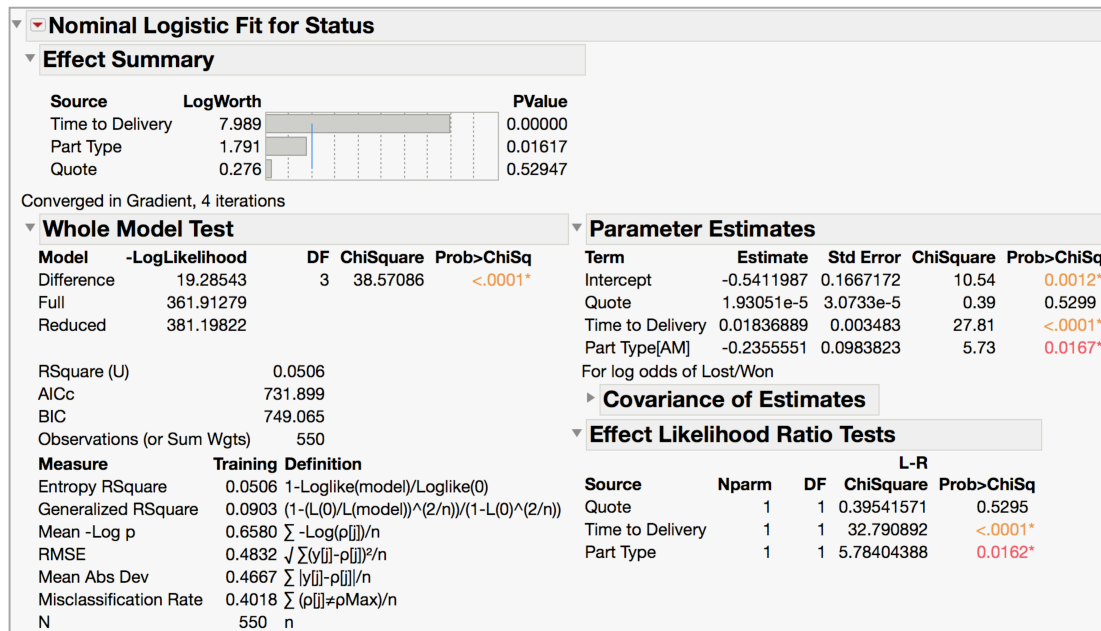 Nominal Logistic Fit for Status
Effect Summary
Source LogWorth PValue
Time to Delivery 7.989 0.00000
Part Type 1.791 0.01617
Quote 0.276 0.52947
Converged in Gradient, 4 iterations
Whole Model Test
Model -LogLikelihood DF ChiSquare Prob>ChiSq
Difference 19.28543 3 38.57086 <.0001*
Full 361.91279
Reduced 381.19822
RSquare (U) 0.0506
AICc 731.899
BIC 749.065
Observations (or Sum Wgts) 550
Measure Training Definition
Entropy RSquare 0.0506 1-Loglike(model)/Loglike(0)
Generalized RSquare 0.0903 (1-(L(0)/L(model))^(2/n))/(1-L(0)^(2/n))
Mean -Log p 0.6580 ∑ -Log(ρ[j])/n
RMSE 0.4832 √ ∑(y[j]-ρ[j])²/n
Mean Abs Dev 0.4667 ∑ |y[j]-ρ[j]|/n
Misclassification Rate 0.4018 ∑ (ρ[j]≠ρMax)/n
N 550 n
Parameter Estimates
Term Estimate Std Error ChiSquare Prob>ChiSq
Intercept -0.5411987 0.1667172 10.54 0.0012*
Quote 1.93051e-5 3.0733e-5 0.39 0.5299
Time to Delivery 0.01836889 0.003483 27.81 <.0001*
Part Type[AM] -0.2355551 0.0983823 5.73 0.0167*
For log odds of Lost/Won
Covariance of Estimates
Effect Likelihood Ratio Tests
L-R
Source Nparm DF ChiSquare Prob>ChiSq
Quote 1 1 0.39541571 0.5295
Time to Delivery 1 1 32.790892 <.0001*
Part Type 1 1 5.78404388 0.0162*